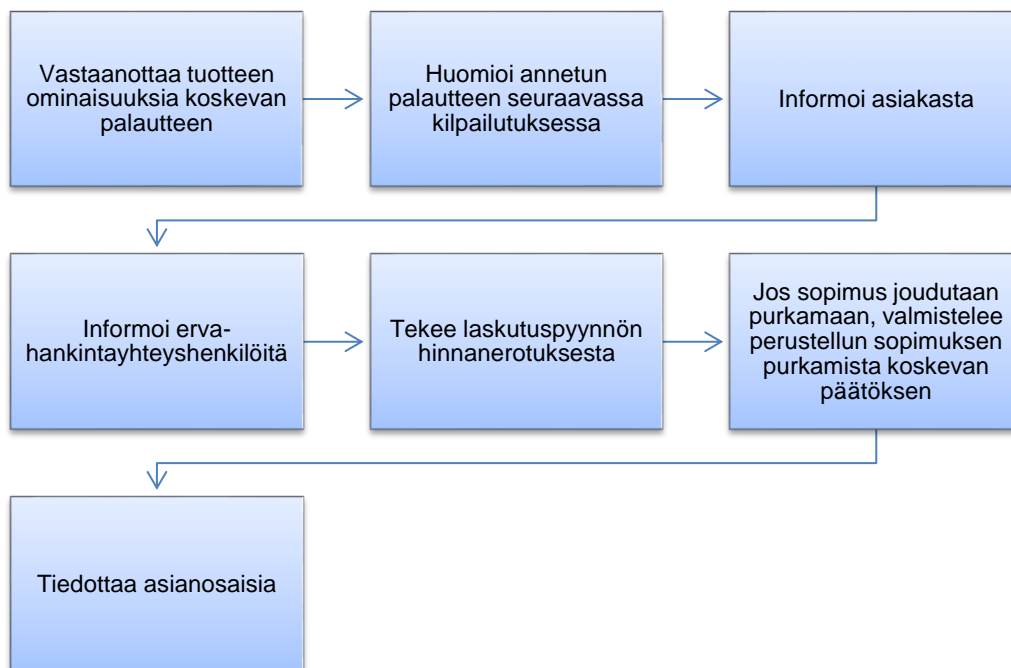 Vastaanottaa tuotteen
ominaisuuksia koskevan
palautteen
Huomioi annetun
palautteen seuraavassa
kilpailutuksessa
Informoi asiakasta
Informoi erva-
hankintayhteyshenkilöitä
Tekee laskutuspyynnön
hinnanerotuksesta
Jos sopimus joudutaan
purkamaan, valmistelee
perustellun sopimuksen
purkamista koskevan
päätöksen
Tiedottaa asianosaisia